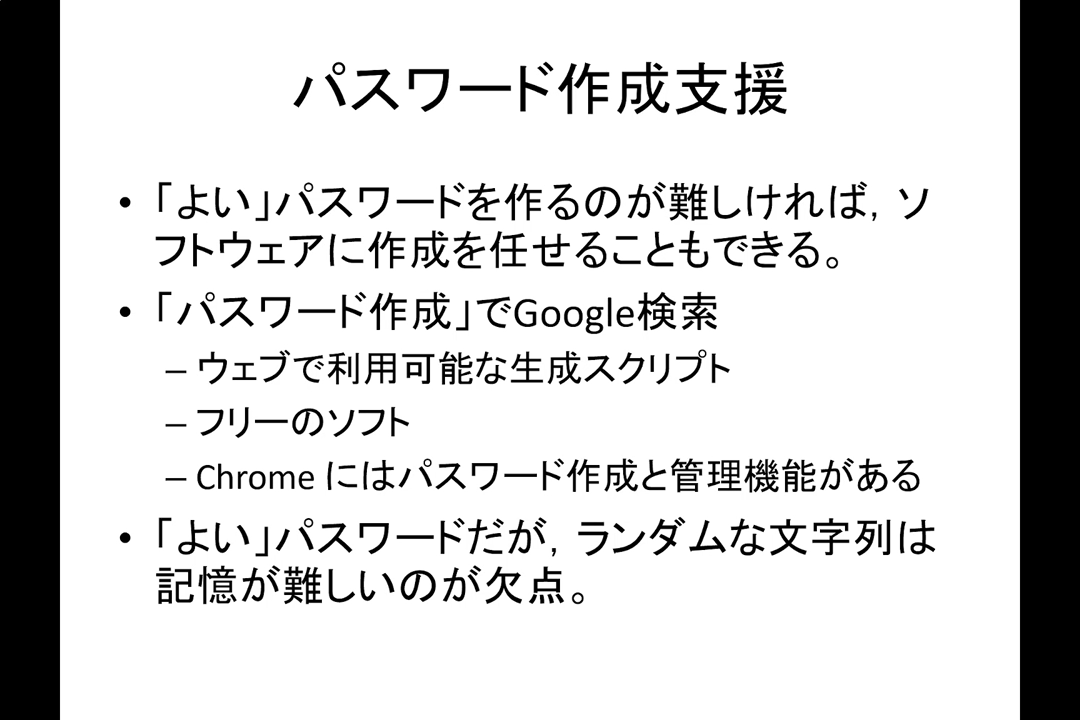 パスワード作成支援
• 「よい」パスワードを作るのが難しければ，ソ
フトウェアに作成を任せることもできる。
• 「パスワード作成」でGoogle検索
– ウェブで利用可能な生成スクリプト
– フリーのソフト
– Chrome にはパスワード作成と管理機能がある
• 「よい」パスワードだが，ランダムな文字列は
記憶が難しいのが欠点。